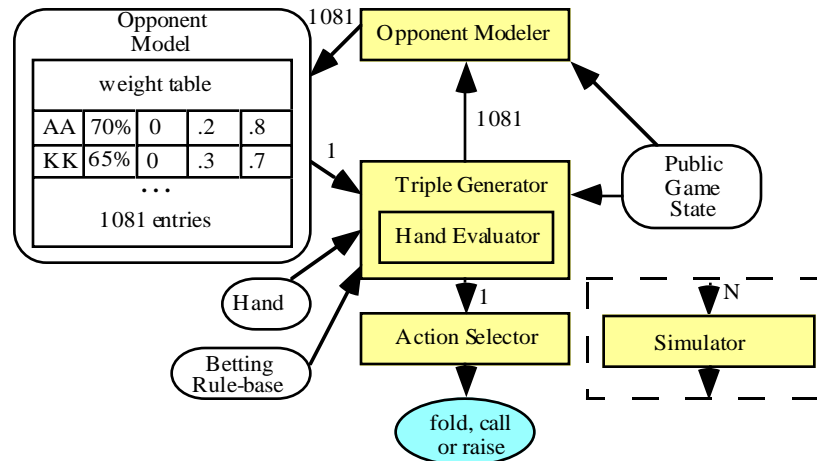 Opponent
Model
1081
Opponent Modeler
weight table
AA 70% 0 .2 .8
KK 65% 0 .3 .7
...
1081 entries
1
1081
Triple Generator
Hand Evaluator
Public
Game
State
Hand
1
N
Betting
Rule-base
Action Selector
Simulator
fold, call
or raise